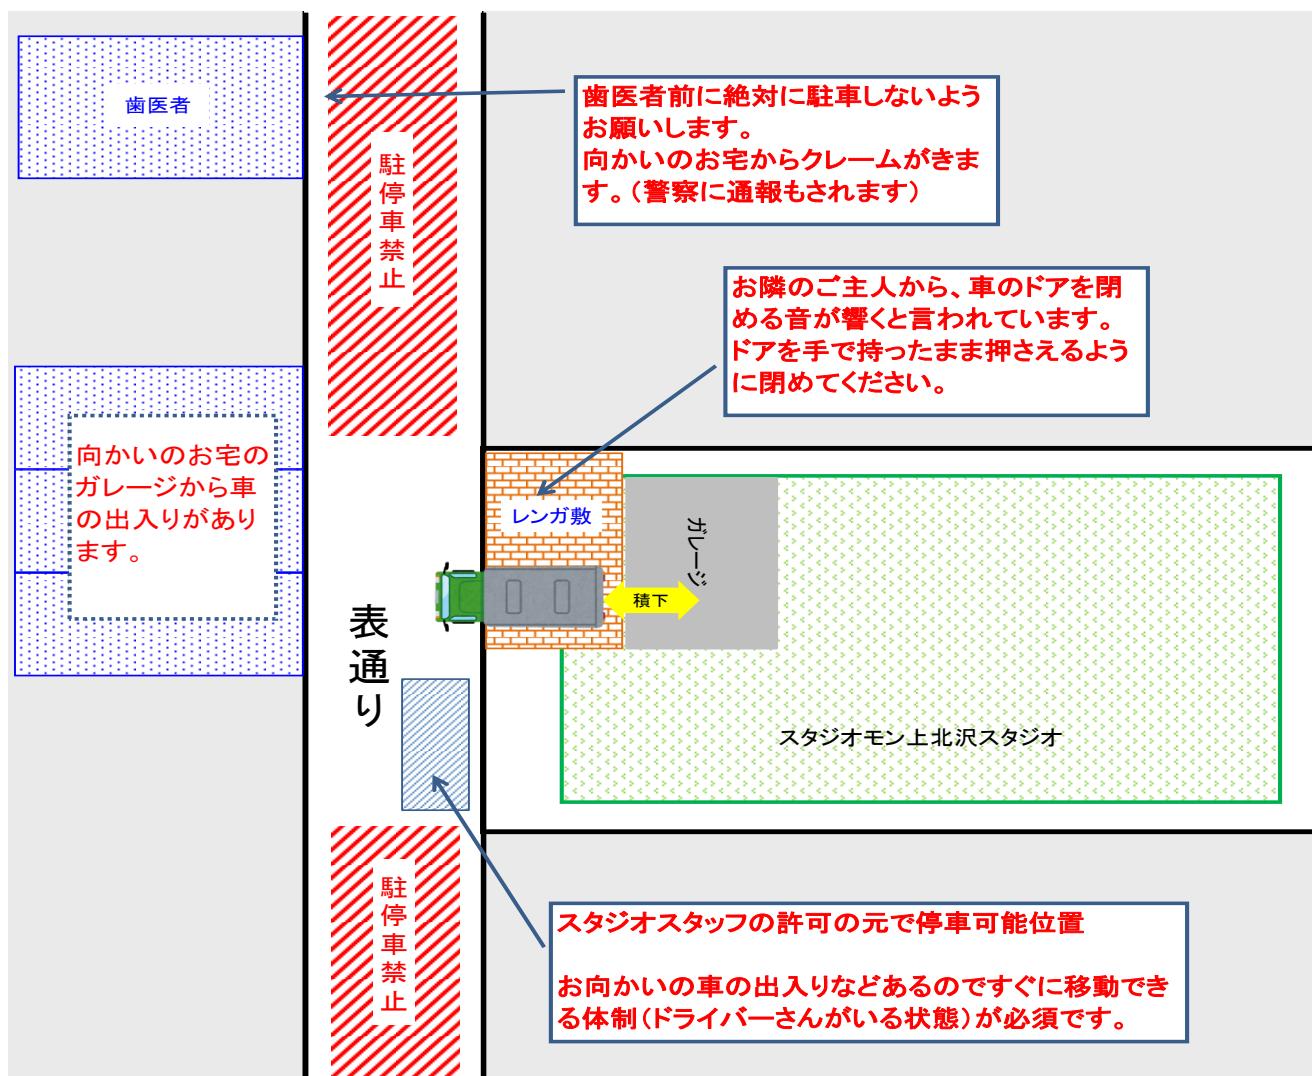 歯医者
駐停車禁止
歯医者前に絶対に駐車しないよう
お願いします。
向かいのお宅からクレームがきま
す。（警察に通報もされます）
お隣のご主人から、車のドアを閉
める音が響くと言われています。
ドアを手で持ったまま押さえるよう
に閉めてください。
向かいのお宅の
ガレージから車
の出入りがあり
ます。
レンガ敷
ガレージ
積下
表通り
スタジオモン上北沢スタジオ
駐停車禁止
スタジオスタッフの許可の元で停車可能位置
お向かいの車の出入りなどあるのですぐに移動でき
る体制（ドライバーさんがいる状態）が必須です。